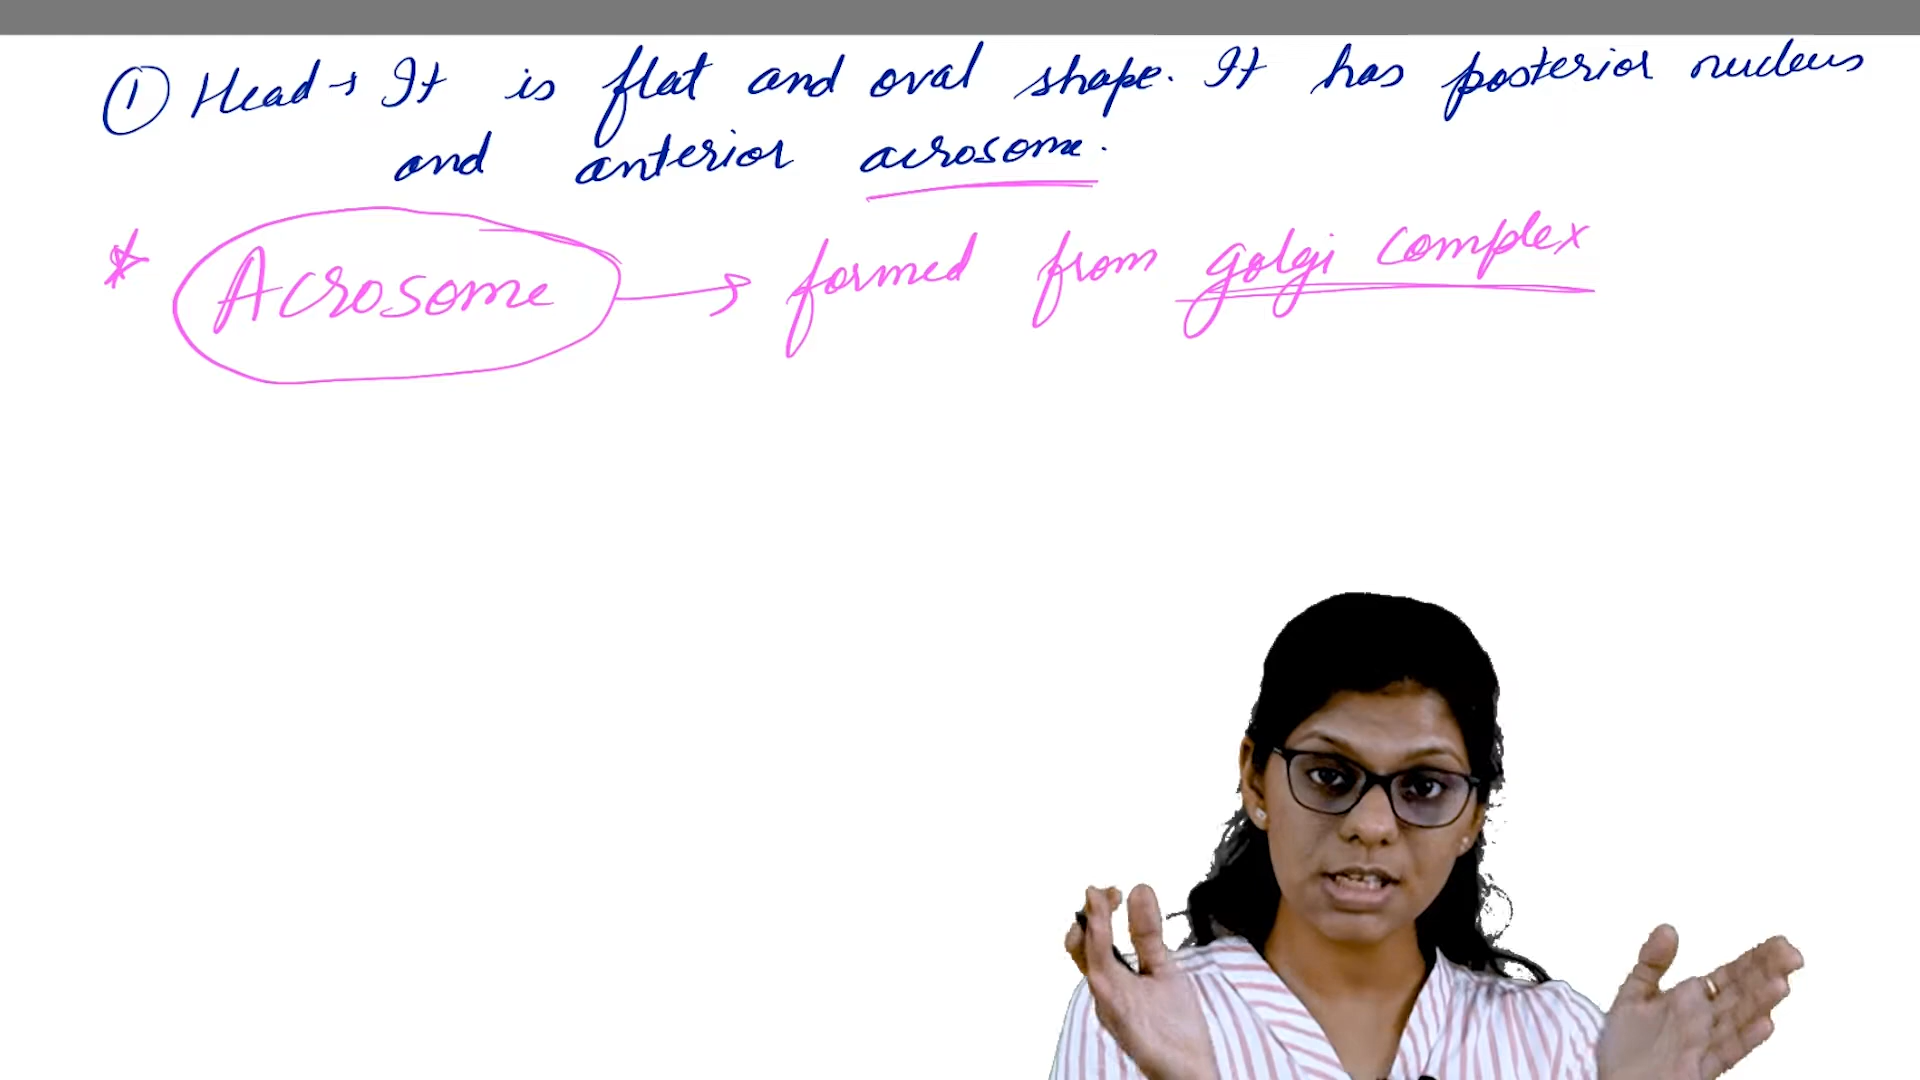 ① Head → It is flat and oval shape. It has posterior nucleus
and anterior acrosome.
* Acrosome → formed from golgi complex